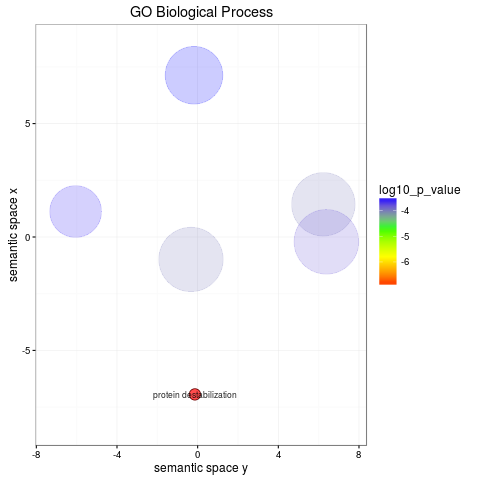 GO Biological Process
semantic space x
5
0
-5
-8
-4
0
4
8
semantic space y
protein destabilization
log10_p_value
-4
-5
-6